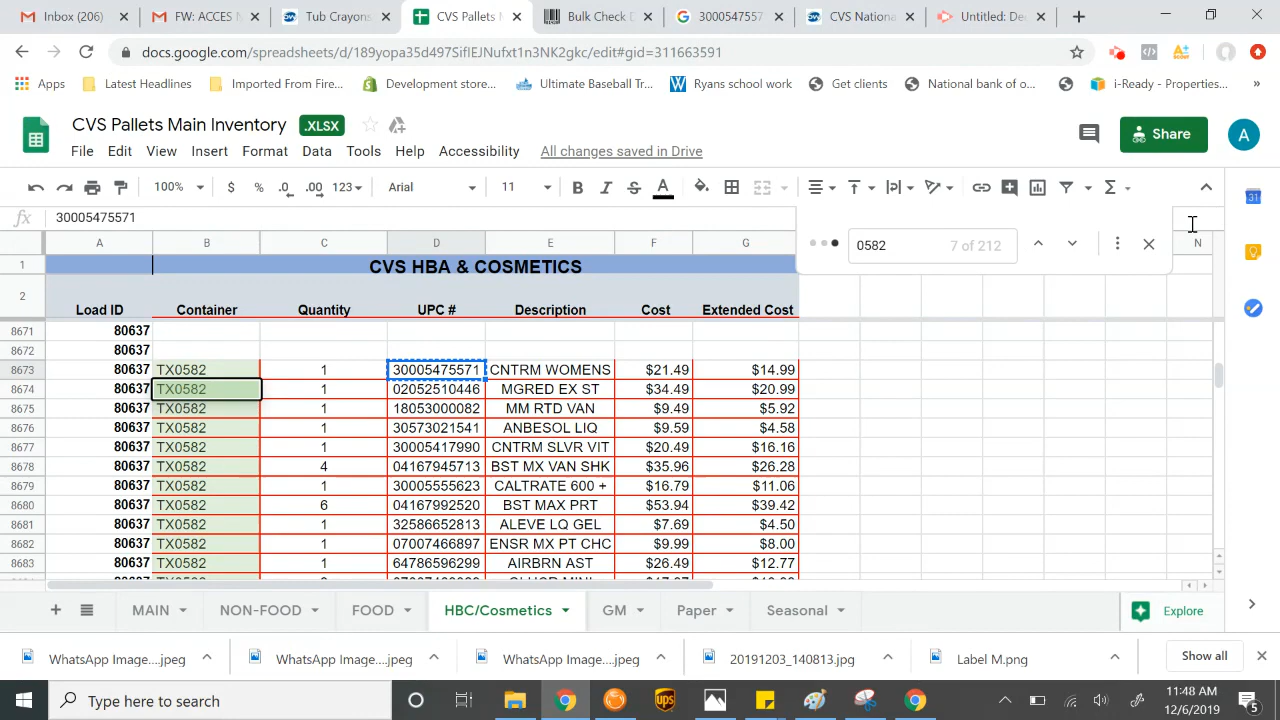 Inbox (206)
FW: ACCES
Tub Crayons
CVS Pallets
Bulk Check D
3000547557
CVS Nationa
Untitled: De
docs.google.com/spreadsheets/d/189yopa35d497SiflEJNufxt1n3NK2gkc/edit#gid=311663591
Apps Latest Headlines Imported From Fire... Development store... Ultimate Baseball Tr... Ryans school work Get clients National bank of o... i-Ready - Properties... »
CVS Pallets Main Inventory .XLSX
Share
A
File Edit View Insert Format Data Tools Help Accessibility All changes saved in Drive
100% $ % .0 .00 123 Arial 11 B I S A Σ
31
fx 30005475571
0582 7 of 212
A B C D E F G N
1 CVS HBA & COSMETICS
2 Load ID Container Quantity UPC # Description Cost Extended Cost
8671 80637
8672 80637
8673 80637 TX0582 1 30005475571 CNTRM WOMENS $21.49 $14.99
8674 80637 TX0582 1 02052510446 MGRED EX ST $34.49 $20.99
8675 80637 TX0582 1 18053000082 MM RTD VAN $9.49 $5.92
8676 80637 TX0582 1 30573021541 ANBESOL LIQ $9.59 $4.58
8677 80637 TX0582 1 30005417990 CNTRM SLVR VIT $20.49 $16.16
8678 80637 TX0582 4 04167945713 BST MX VAN SHK $35.96 $26.28
8679 80637 TX0582 1 30005555623 CALTRATE 600 + $16.79 $11.06
8680 80637 TX0582 6 04167992520 BST MAX PRT $53.94 $39.42
8681 80637 TX0582 1 32586652813 ALEVE LQ GEL $7.69 $4.50
8682 80637 TX0582 1 07007466897 ENSR MX PT CHC $9.99 $8.00
8683 80637 TX0582 1 64786596299 AIRBRN AST $26.49 $12.77
MAIN NON-FOOD FOOD HBC/Cosmetics GM Paper Seasonal Explore
WhatsApp Image....jpeg WhatsApp Image....jpeg WhatsApp Image....jpeg 20191203_140813.jpg Label M.png Show all
Type here to search
ups
11:48 AM
12/6/2019
5